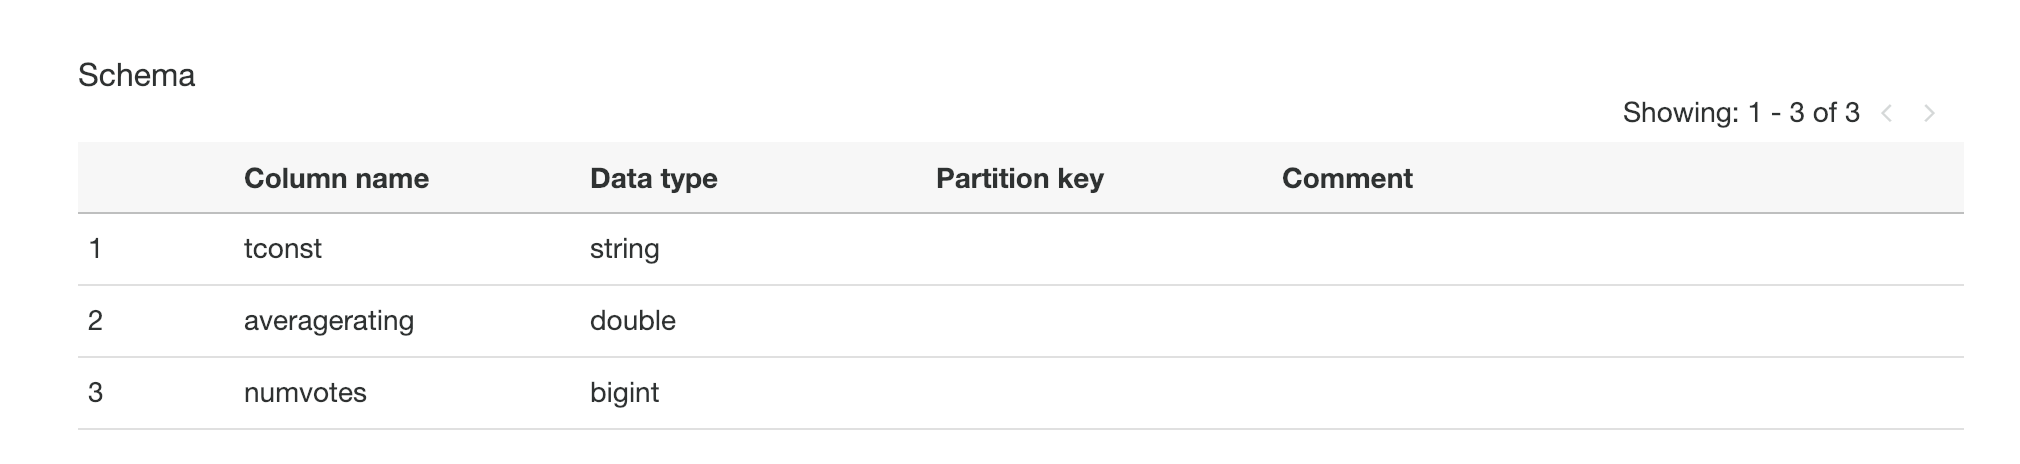 Schema
Showing: 1 - 3 of 3
Column name Data type Partition key Comment
1 tconst string
2 averagerating double
3 numvotes bigint